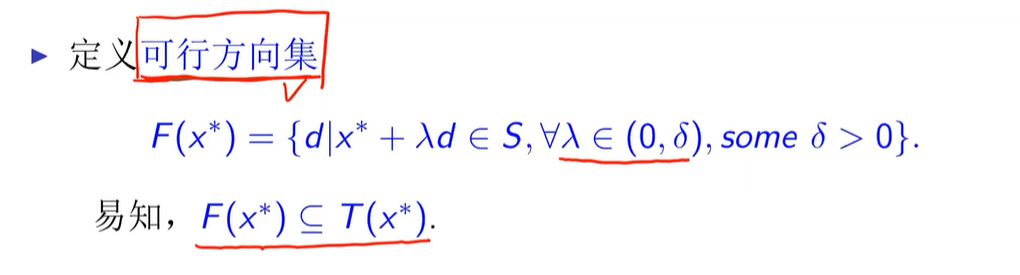 ▶ 定义可行方向集
F(x*) = {d|x* + λd ∈ S, ∀λ ∈ (0, δ), some δ > 0}.
易知，F(x*) ⊆ T(x*).